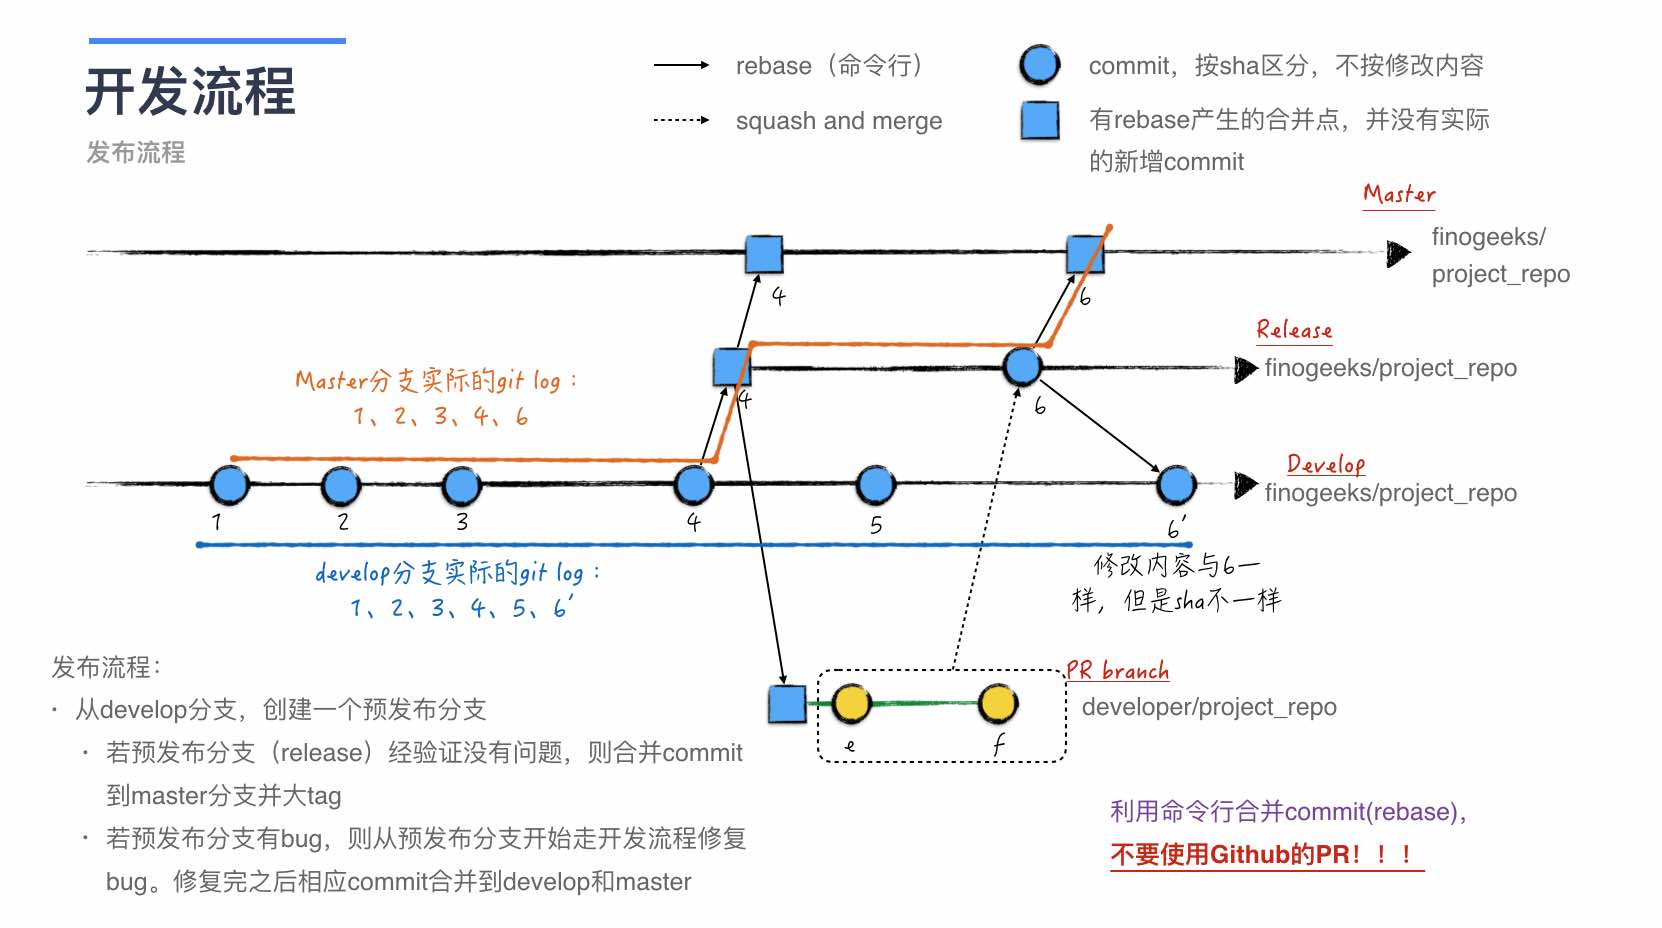 开发流程
发布流程
rebase（命令行）
squash and merge
commit，按sha区分，不按修改内容
有rebase产生的合并点，并没有实际
的新增commit
Master
finogeeks/
project_repo
4
6
Release
finogeeks/project_repo
4
6
Master分支实际的git log：
1、2、3、4、6
Develop
finogeeks/project_repo
1
2
3
4
5
6′
修改内容与6一
样，但是sha不一样
develop分支实际的git log：
1、2、3、4、5、6′
PR branch
developer/project_repo
e
f
发布流程：
· 从develop分支，创建一个预发布分支
· 若预发布分支（release）经验证没有问题，则合并commit
到master分支并大tag
· 若预发布分支有bug，则从预发布分支开始走开发流程修复
bug。修复完之后相应commit合并到develop和master
利用命令行合并commit(rebase)，
不要使用Github的PR！！！